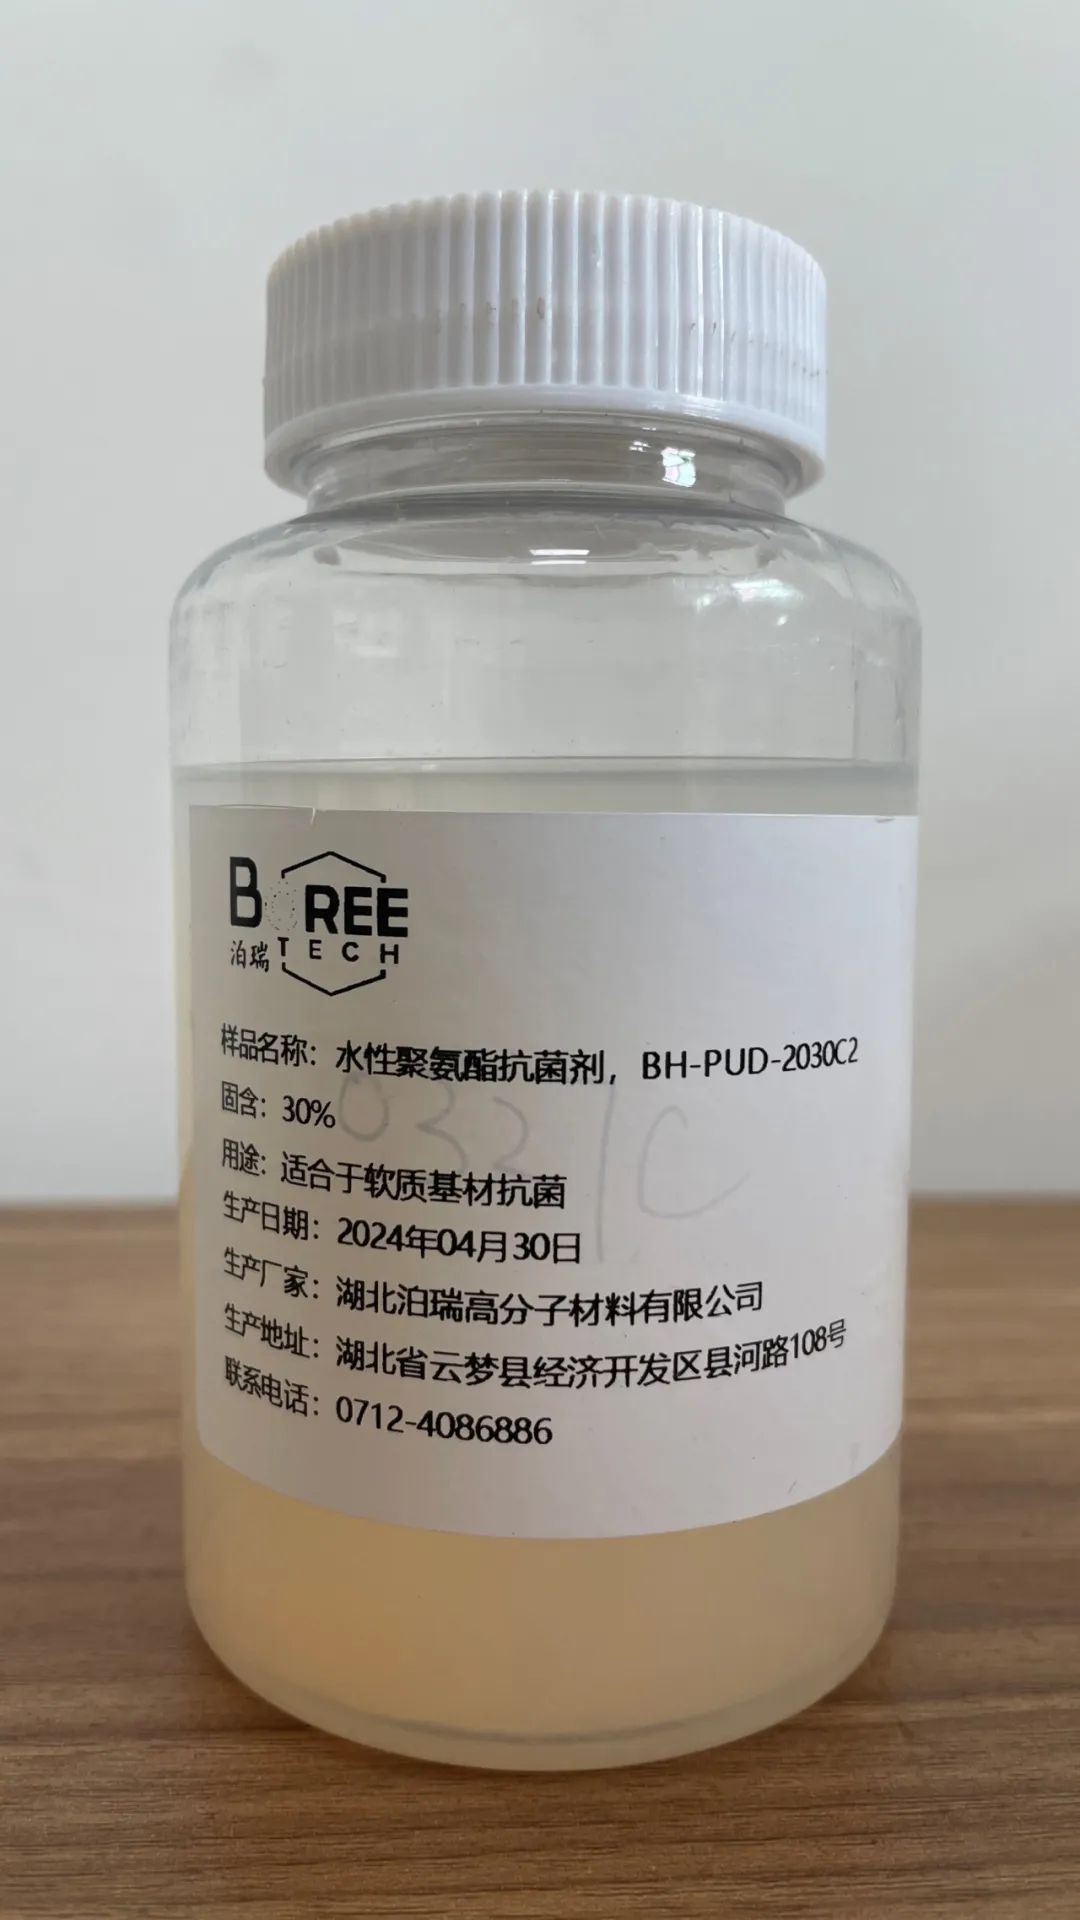 BOREE
泊瑞 TECH
样品名称：水性聚氨酯抗菌剂，BH-PUD-2030C2
固含：30%
0321C
用途：适合于软质基材抗菌
生产日期：2024年04月30日
生产厂家：湖北泊瑞高分子材料有限公司
生产地址：湖北省云梦县经济开发区县河路108号
联系电话：0712-4086886